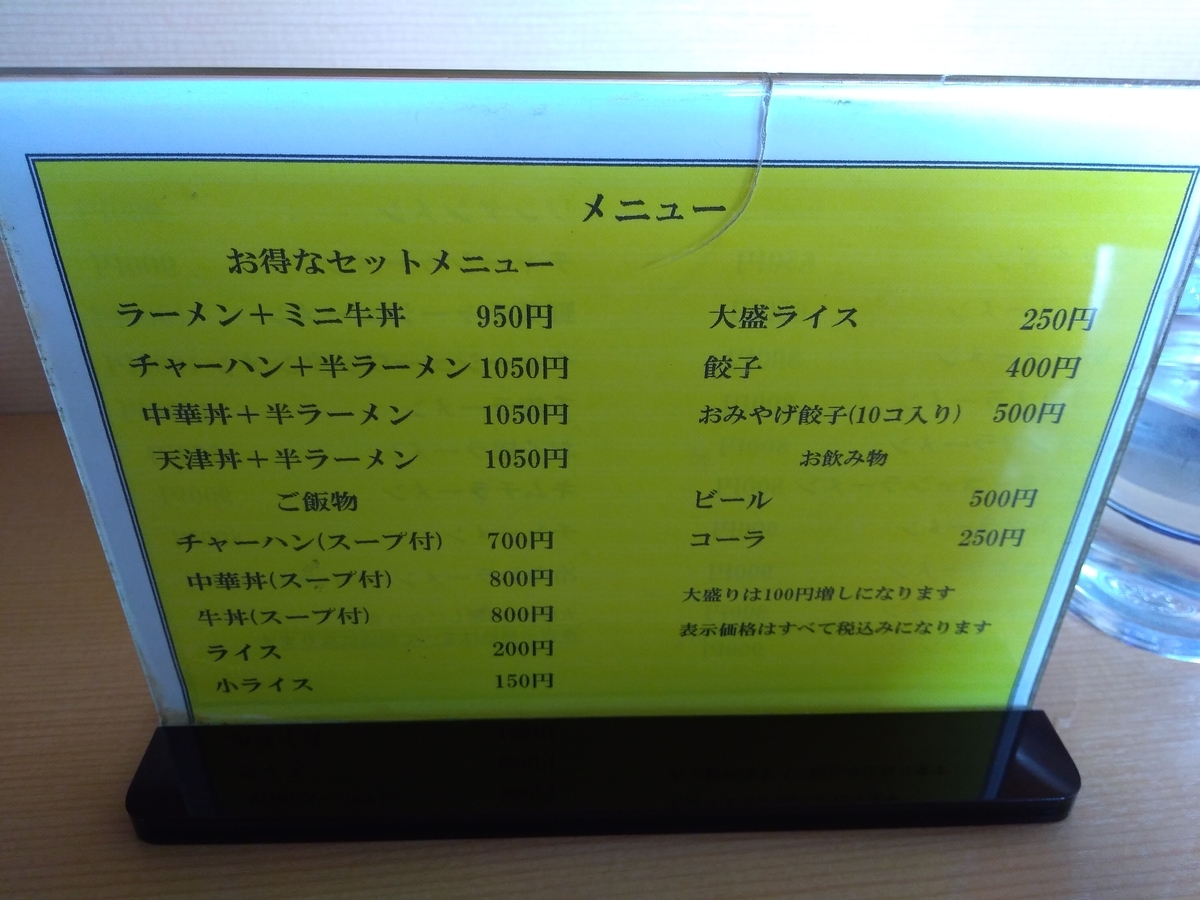 メニュー
お得なセットメニュー
ラーメン＋ミニ牛丼 950円
チャーハン＋半ラーメン 1050円
中華丼＋半ラーメン 1050円
天津丼＋半ラーメン 1050円
ご飯物
チャーハン(スープ付) 700円
中華丼(スープ付) 800円
牛丼(スープ付) 800円
ライス 200円
小ライス 150円
大盛ライス 250円
餃子 400円
おみやげ餃子(10コ入り) 500円
お飲み物
ビール 500円
コーラ 250円
大盛りは100円増しになります
表示価格はすべて税込みになります